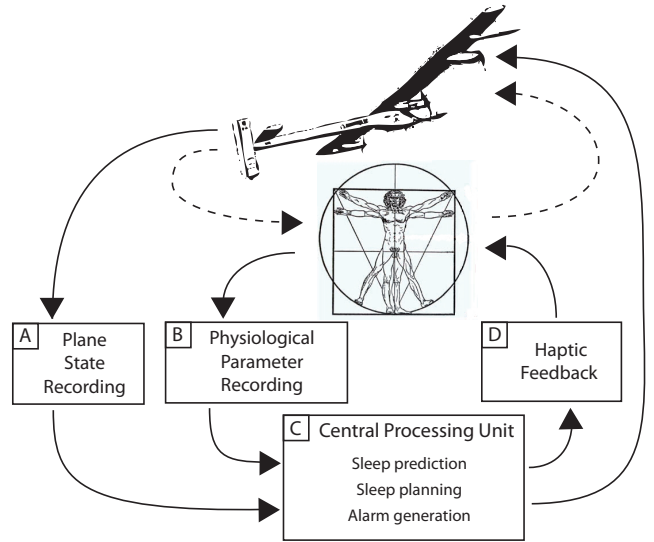 A
Plane
State
Recording
B
Physiological
Parameter
Recording
D
Haptic
Feedback
C
Central Processing Unit
Sleep prediction
Sleep planning
Alarm generation